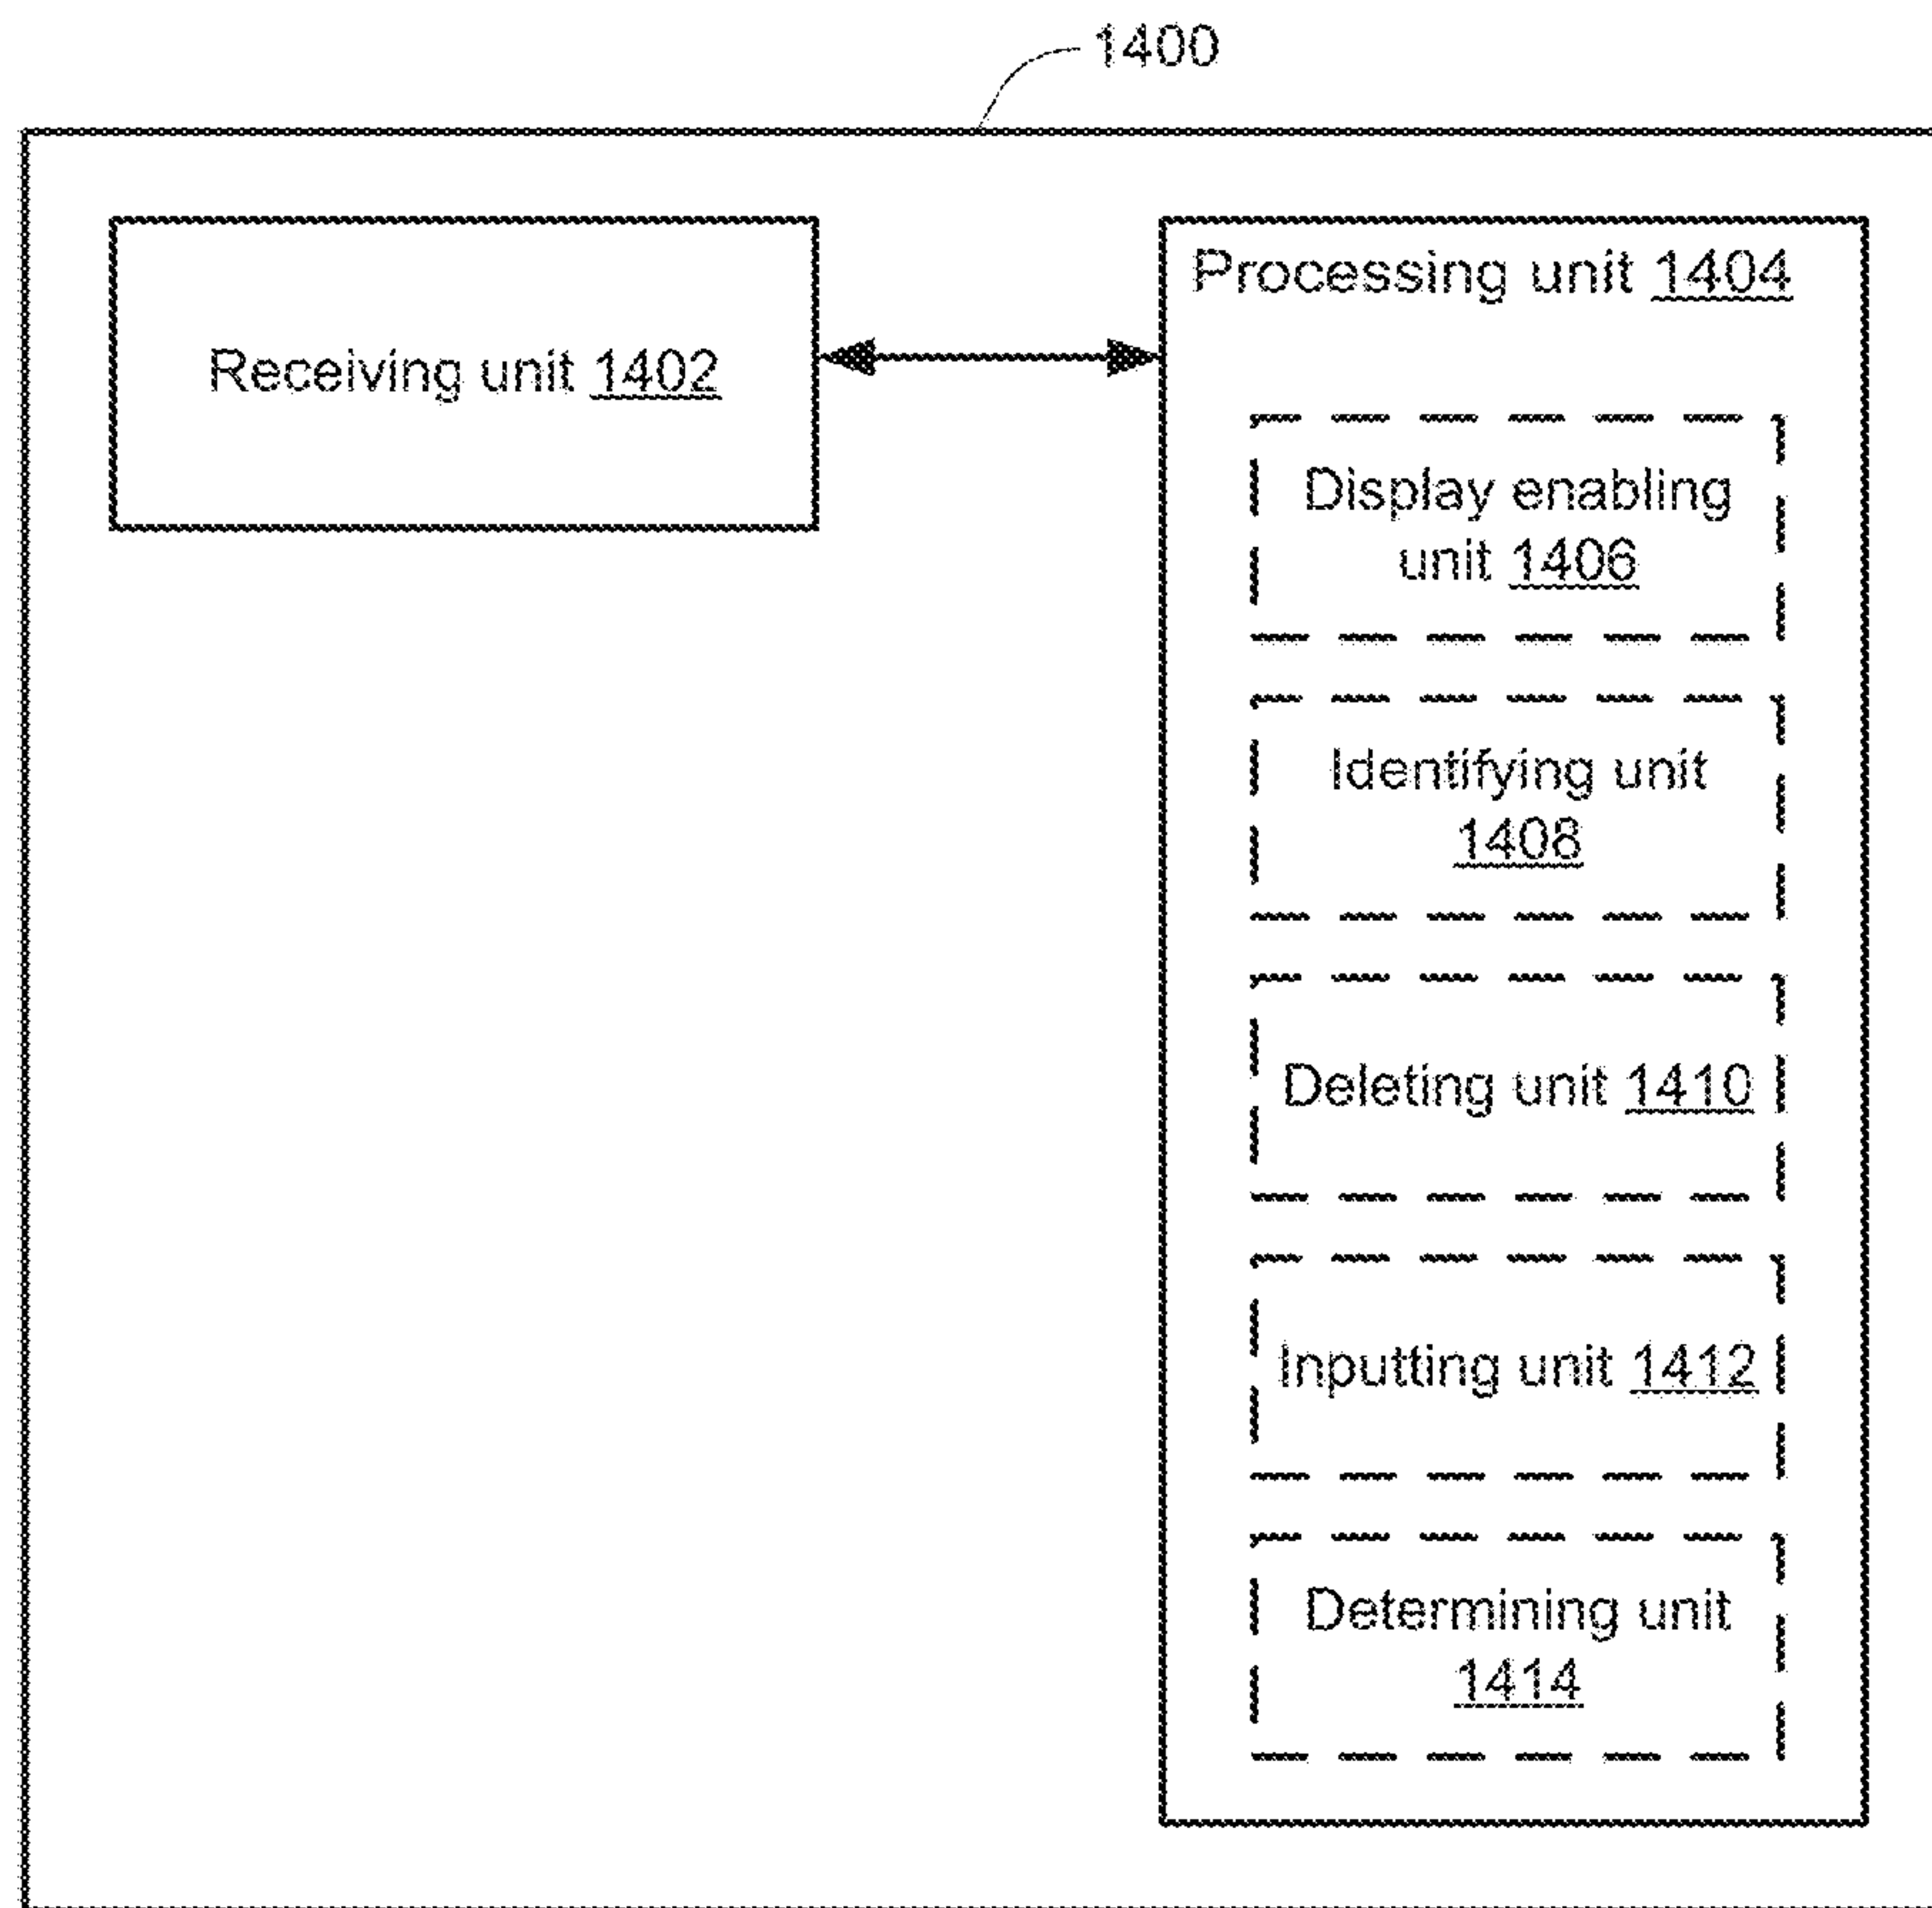 1400
Receiving unit 1402
Processing unit 1404
Display enabling
unit 1406
Identifying unit
1408
Deleting unit 1410
Inputting unit 1412
Determining unit
1414